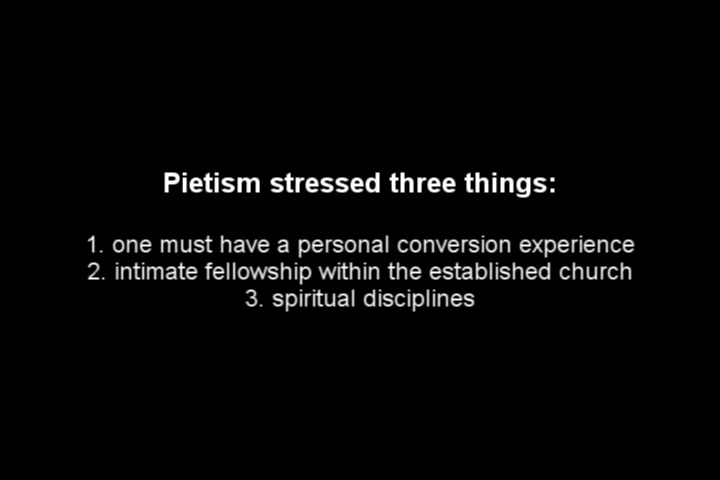 Pietism stressed three things:
1. one must have a personal conversion experience
2. intimate fellowship within the established church
3. spiritual disciplines